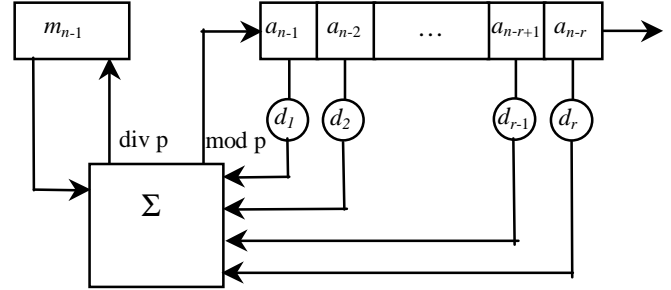 m_{n-1} a_{n-1} a_{n-2} … a_{n-r+1} a_{n-r}
d_1 d_2 d_{r-1} d_r
div p mod p
Σ